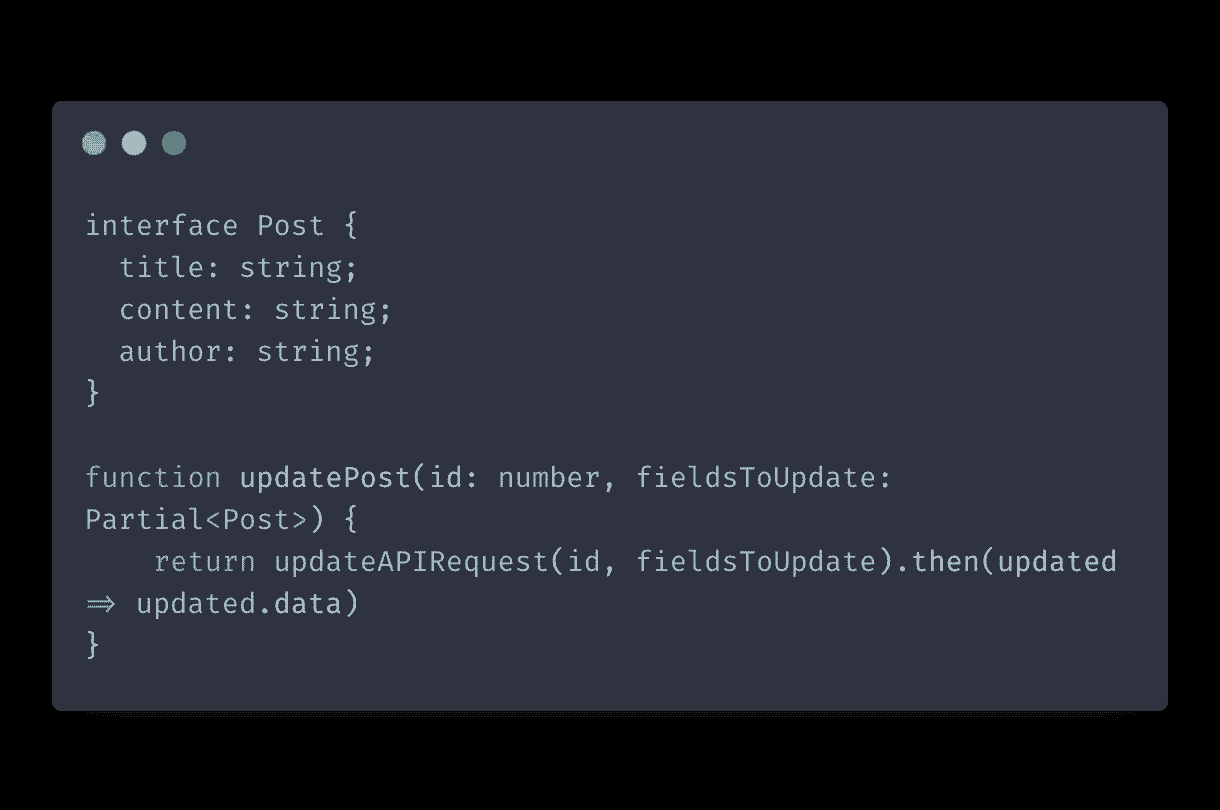 interface Post {
  title: string;
  content: string;
  author: string;
}

function updatePost(id: number, fieldsToUpdate:
Partial<Post>) {
    return updateAPIRequest(id, fieldsToUpdate).then(updated
=> updated.data)
}